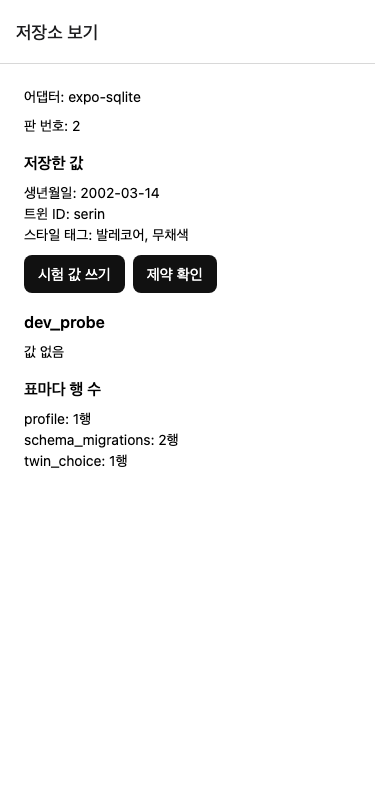 저장소 보기
어댑터: expo-sqlite
판 번호: 2
저장한 값
생년월일: 2002-03-14
트윈 ID: serin
스타일 태그: 발레코어, 무채색
시험 값 쓰기 제약 확인
dev_probe
값 없음
표마다 행 수
profile: 1행
schema_migrations: 2행
twin_choice: 1행